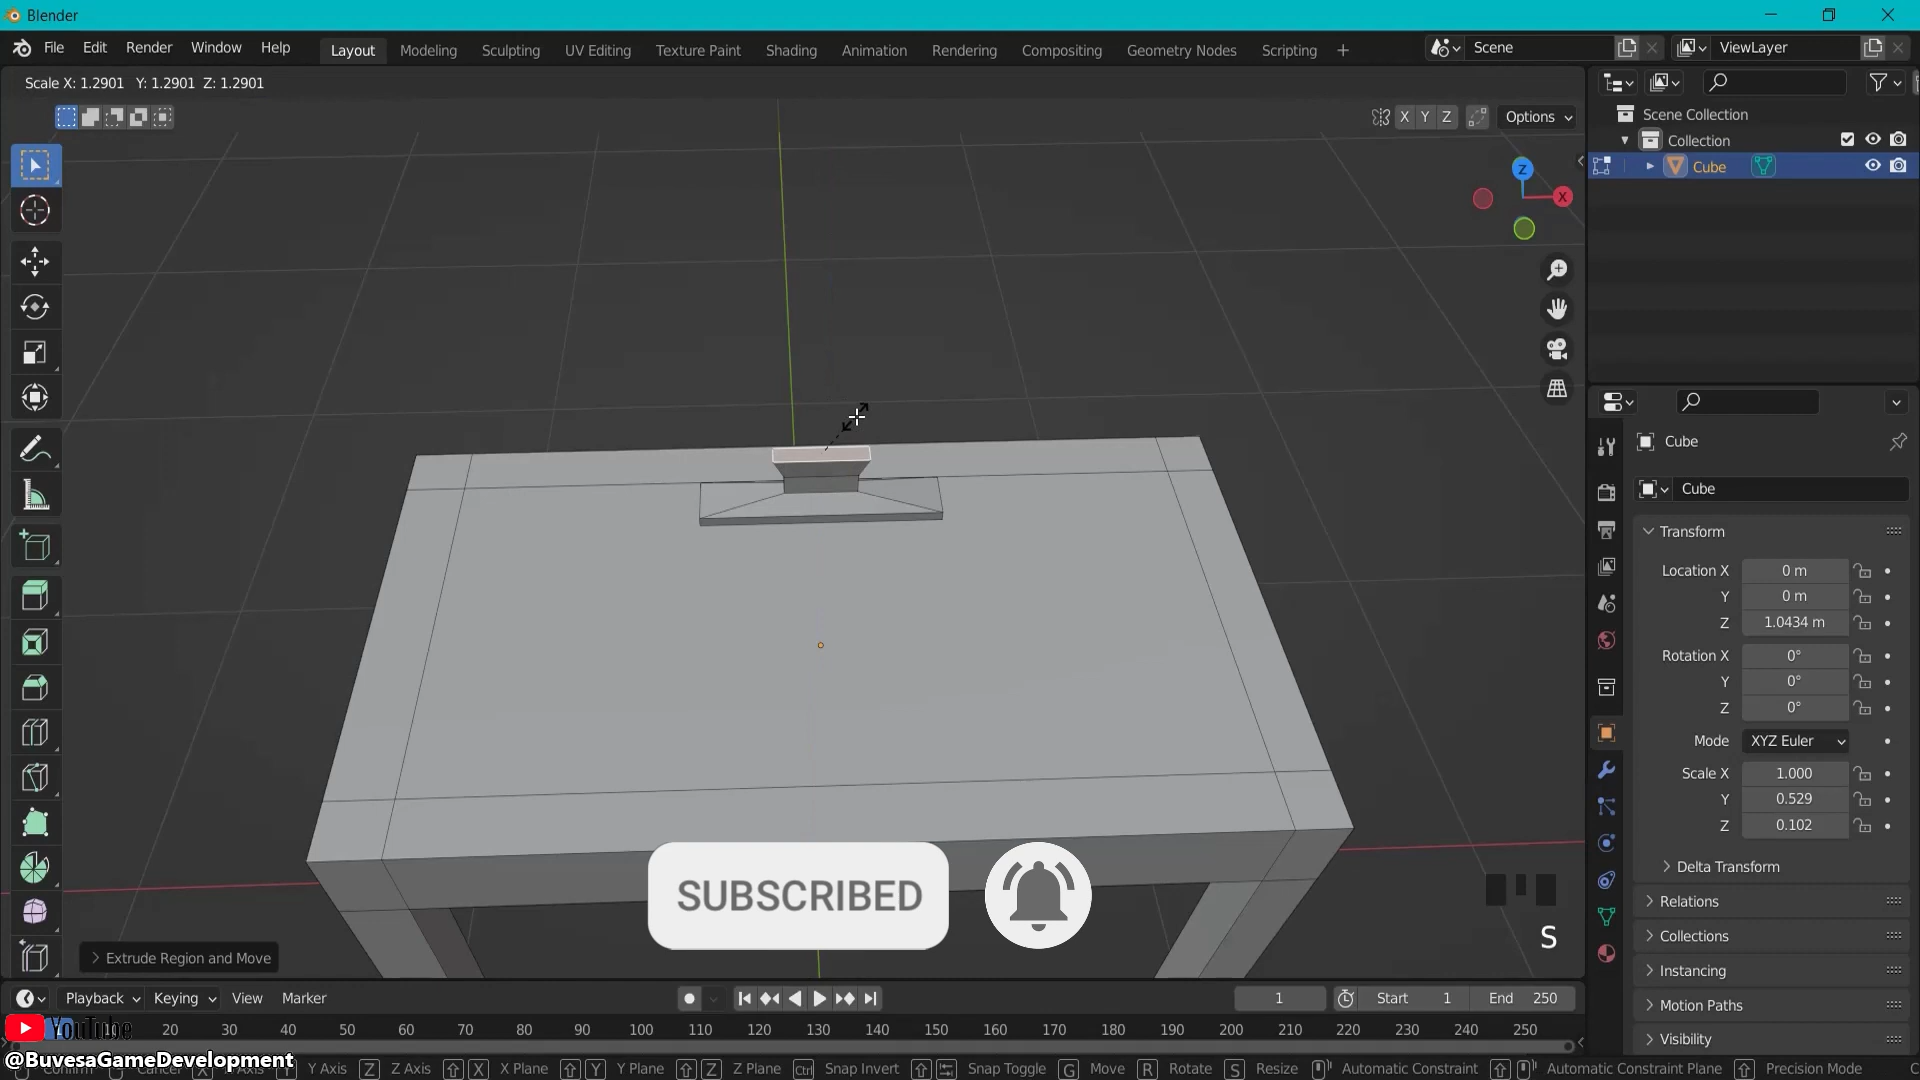 Blender
File Edit Render Window Help
Layout Modeling Sculpting UV Editing Texture Paint Shading Animation Rendering Compositing Geometry Nodes Scripting
Scene
ViewLayer
Scale X: 1.2901 Y: 1.2901 Z: 1.2901
X Y Z
Options
Z
X
Scene Collection
Collection
Cube
Cube
Cube
Transform
Location X 0 m
Y 0 m
Z 1.0434 m
Rotation X 0°
Y 0°
Z 0°
Mode XYZ Euler
Scale X 1.000
Y 0.529
Z 0.102
Delta Transform
Relations
Collections
Instancing
Motion Paths
Visibility
SUBSCRIBED
S
Extrude Region and Move
Playback Keying View Marker
1
Start 1
End 250
YouTube
20 30 40 50 60 70 80 90 100 110 120 130 140 150 160 170 180 190 200 210 220 230 240 250
@BuvesaGameDevelopment
Y Y Axis Z Z Axis X X Plane Y Y Plane Z Z Plane Ctrl Snap Invert Snap Toggle G Move R Rotate S Resize Automatic Constraint Automatic Constraint Plane Precision Mode